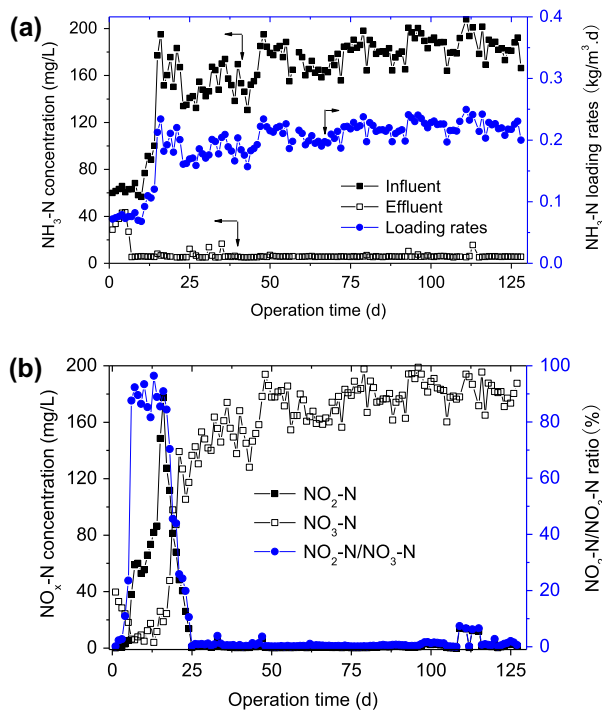 (a)
NH3-N concentration (mg/L)
200
160
120
80
40
0
0.4
0.3
0.2
0.1
0.0
NH3-N loading rates (kg/m3.d)
Influent
Effluent
Loading rates
0 25 50 75 100 125
Operation time (d)
(b)
NOx-N concentration (mg/L)
200
160
120
80
40
0
100
80
60
40
20
0
NO2-N/NO3-N ratio (%)
NO2-N
NO3-N
NO2-N/NO3-N
0 25 50 75 100 125
Operation time (d)